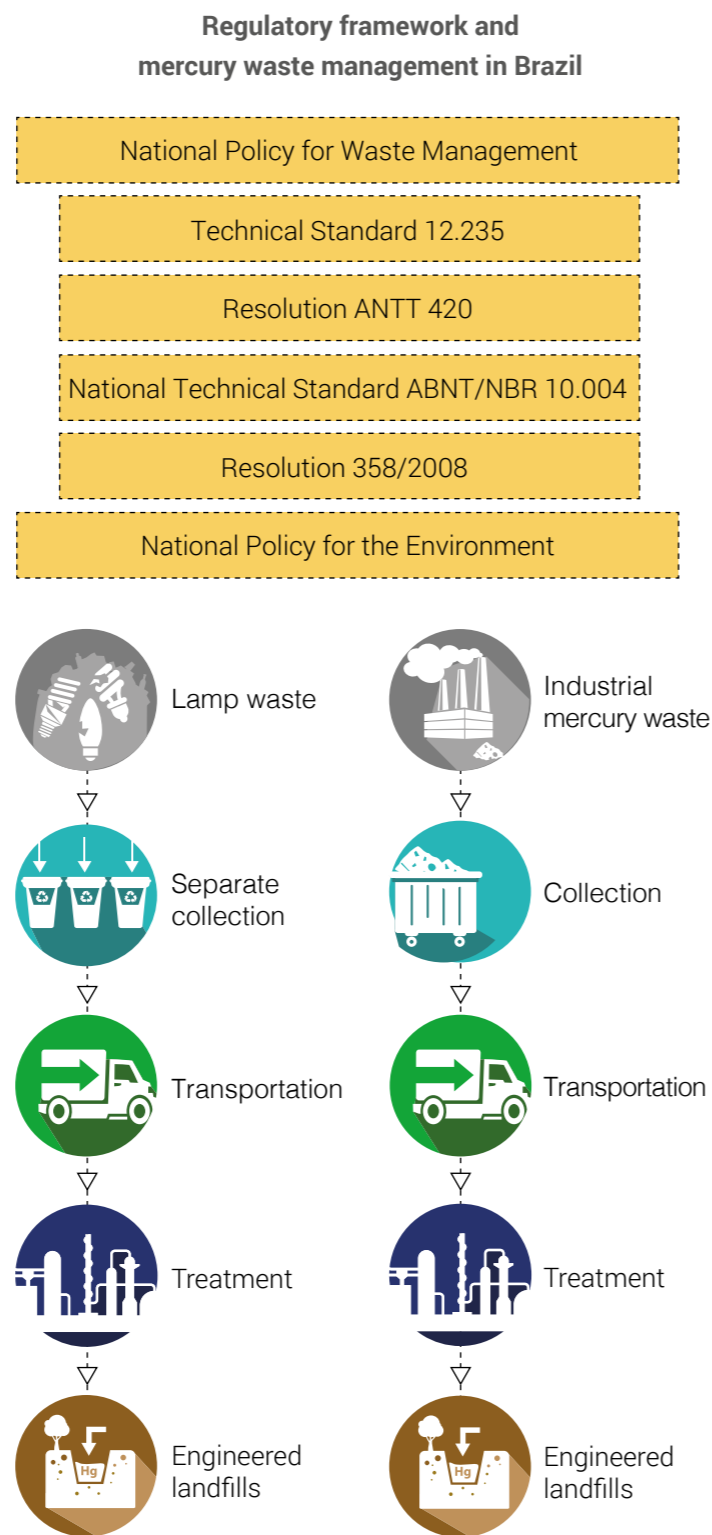 Regulatory framework and
mercury waste management in Brazil
National Policy for Waste Management
Technical Standard 12.235
Resolution ANTT 420
National Technical Standard ABNT/NBR 10.004
Resolution 358/2008
National Policy for the Environment
Lamp waste
Industrial
mercury waste
Separate
collection
Collection
Transportation
Transportation
Treatment
Treatment
Hg
Engineered
landfills
Hg
Engineered
landfills